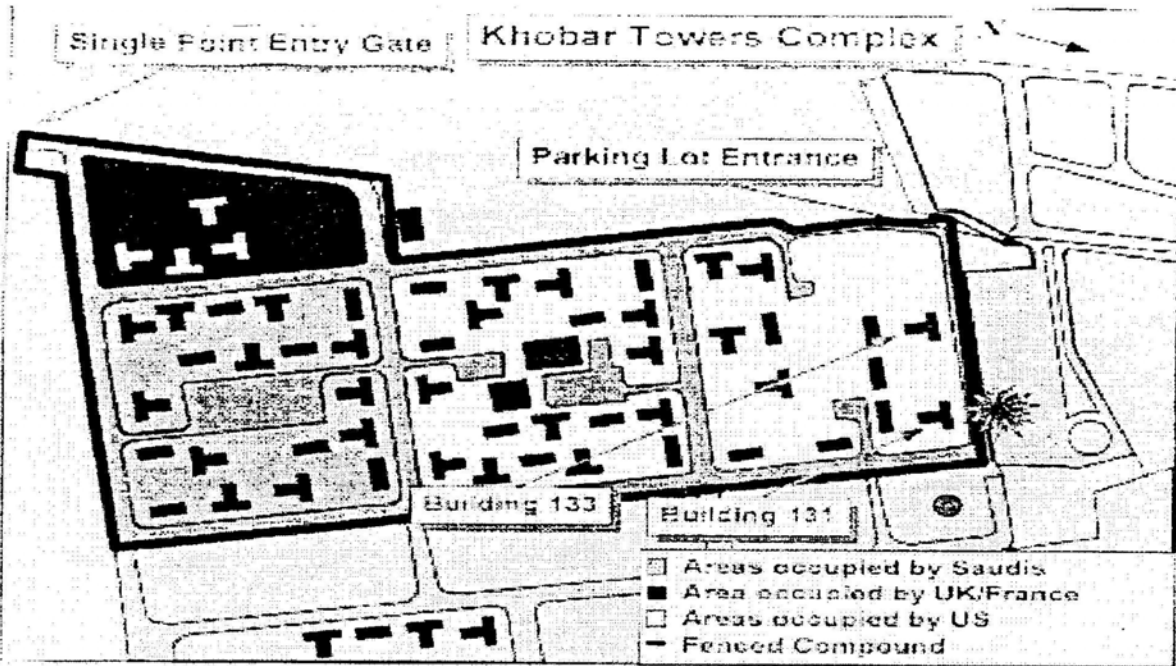 Single Point Entry Gate
Khobar Towers Complex
N
Parking Lot Entrance
Building 133
Building 131
Areas occupied by Saudis
Area occupied by UK/France
Areas occupied by US
Fenced Compound